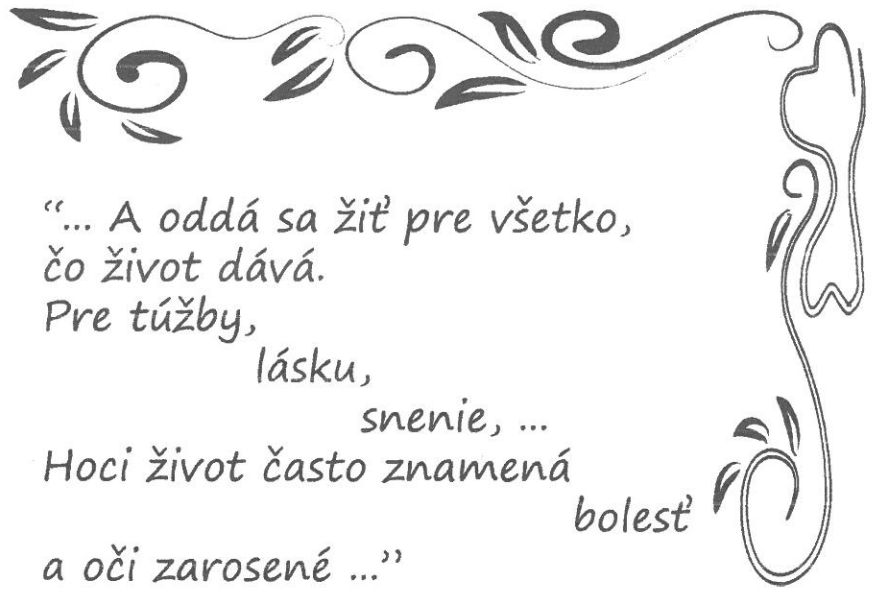 “... A oddá sa žiť pre všetko,
čo život dává.
Pre túžby,
lásku,
snenie, ...
Hoci život často znamená
bolesť
a oči zarosené ...”